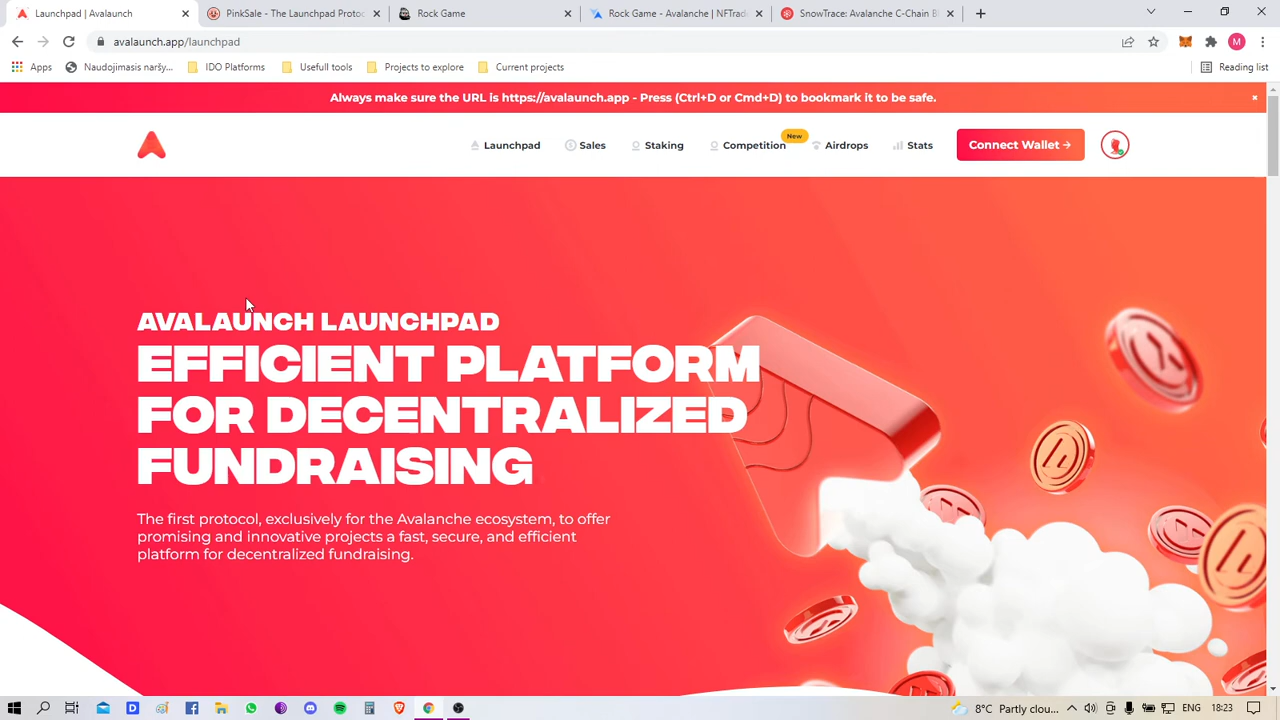 Launchpad | Avalaunch
PinkSale - The Launchpad Protoc
Rock Game
Rock Game - Avalanche | NFTrade
SnowTrace: Avalanche C-Chain Bl
avalaunch.app/launchpad
M
Apps
Naudojimasis naršy...
IDO Platforms
Usefull tools
Projects to explore
Current projects
Reading list
Always make sure the URL is https://avalaunch.app - Press (Ctrl+D or Cmd+D) to bookmark it to be safe.
Launchpad
Sales
Staking
Competition
New
Airdrops
Stats
Connect Wallet →
AVALAUNCH LAUNCHPAD
EFFICIENT PLATFORM
FOR DECENTRALIZED
FUNDRAISING
The first protocol, exclusively for the Avalanche ecosystem, to offer
promising and innovative projects a fast, secure, and efficient
platform for decentralized fundraising.
8°C Partly clou...
ENG
18:23